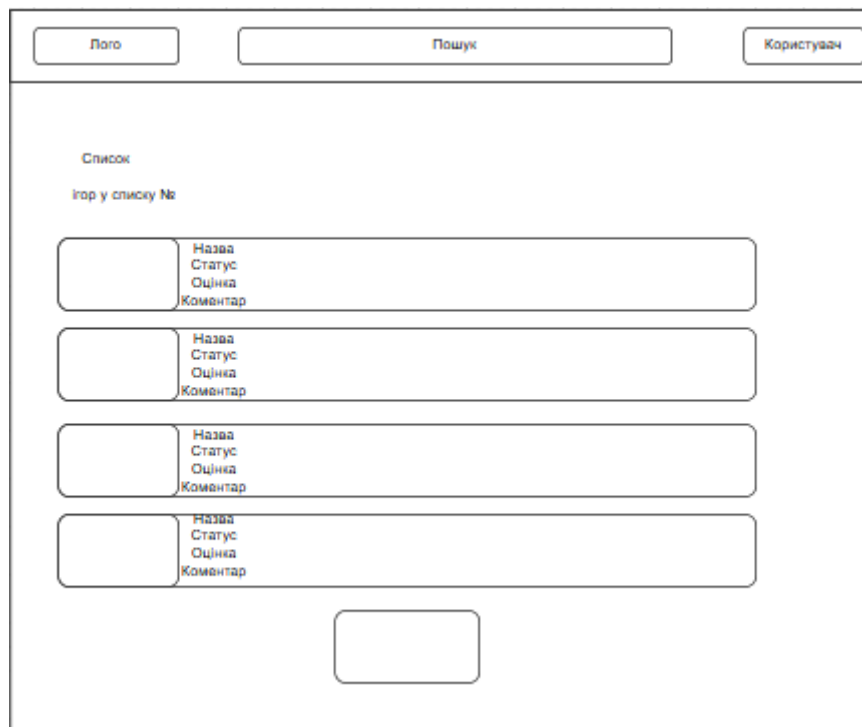 Лого
Пошук
Користувач
Список
ігор у списку №
Назва
Статус
Оцінка
Коментар
Назва
Статус
Оцінка
Коментар
Назва
Статус
Оцінка
Коментар
Назва
Статус
Оцінка
Коментар